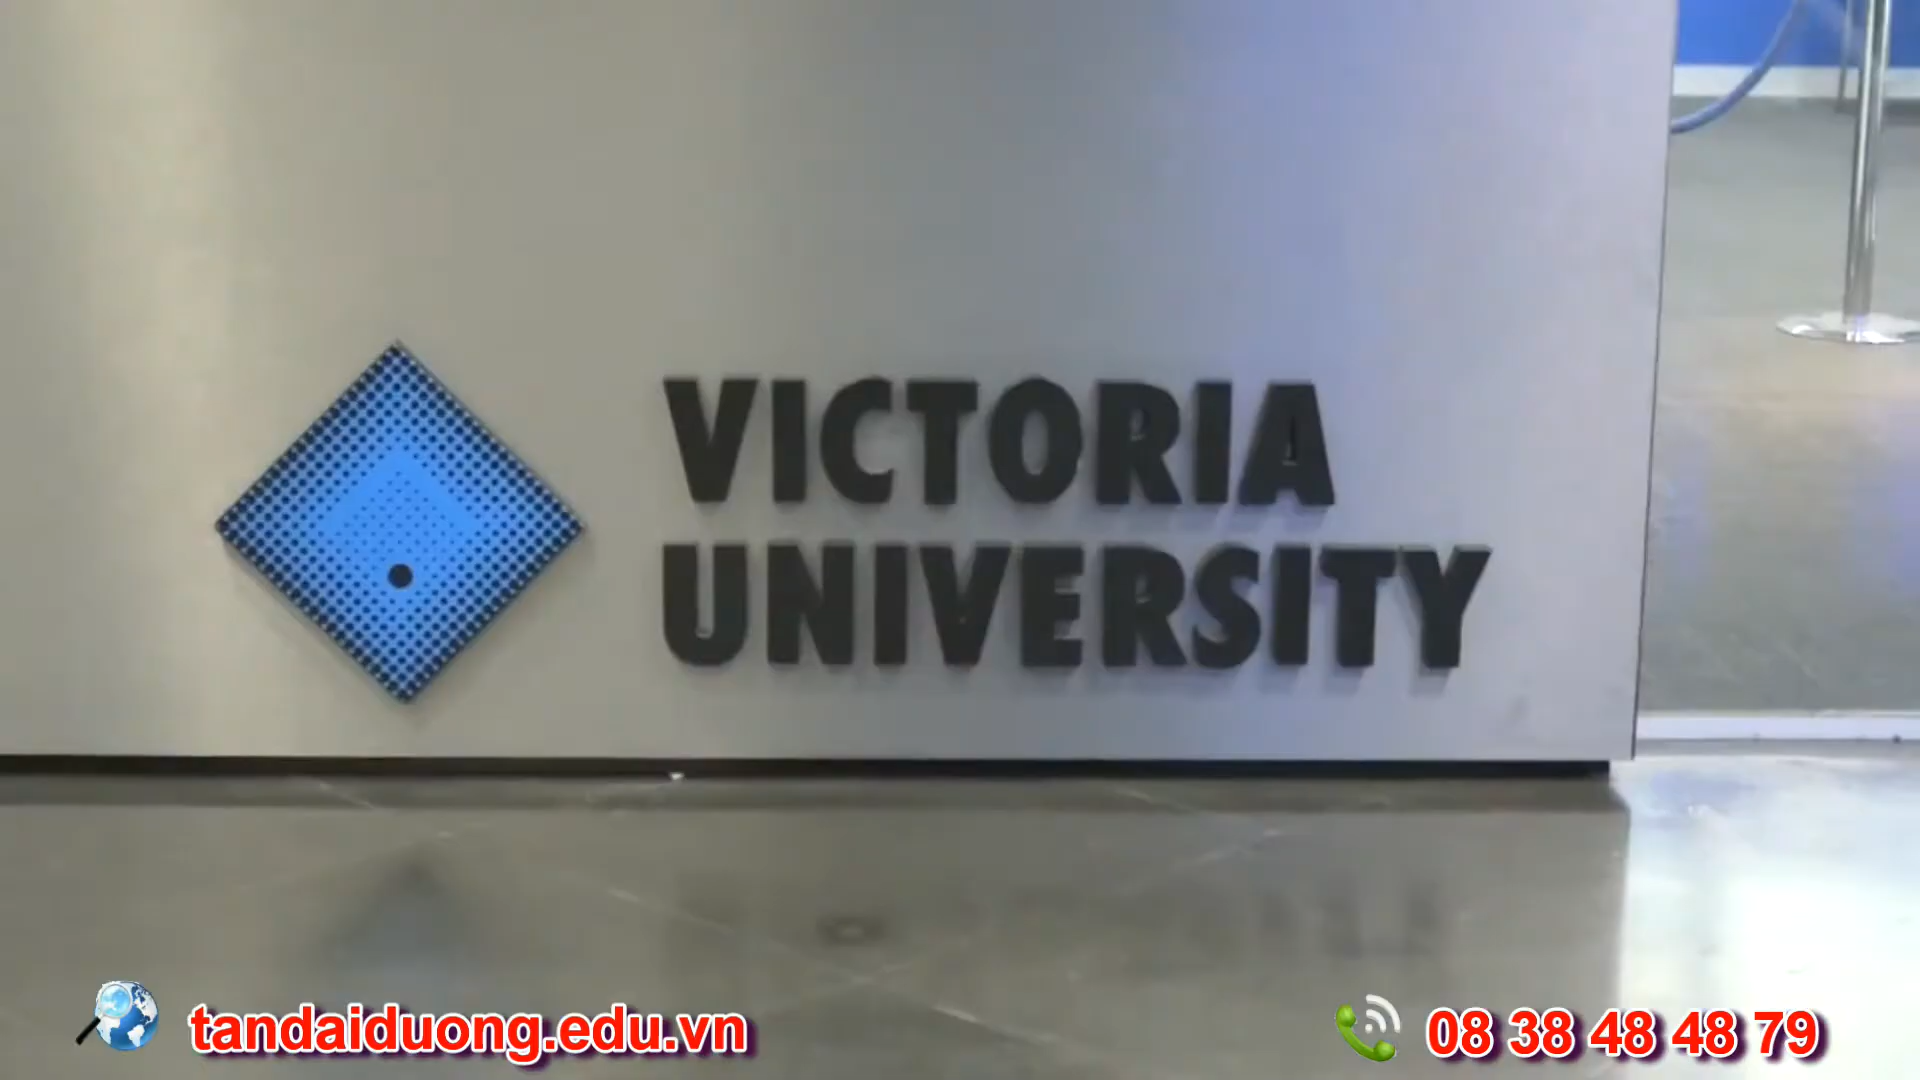 VICTORIA
UNIVERSITY
tandaiduong.edu.vn
08 38 48 48 79